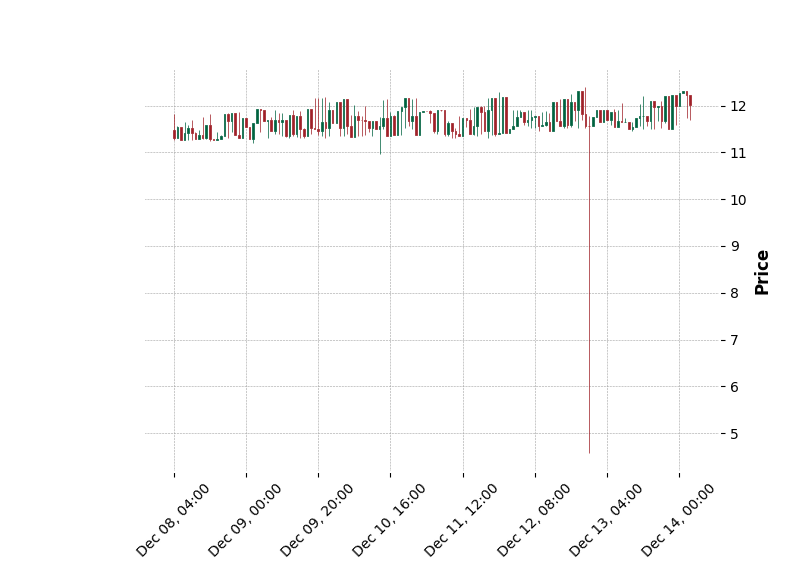 12
11
10
9
8
7
6
5
Price
Dec 08, 04:00
Dec 09, 00:00
Dec 09, 20:00
Dec 10, 16:00
Dec 11, 12:00
Dec 12, 08:00
Dec 13, 04:00
Dec 14, 00:00